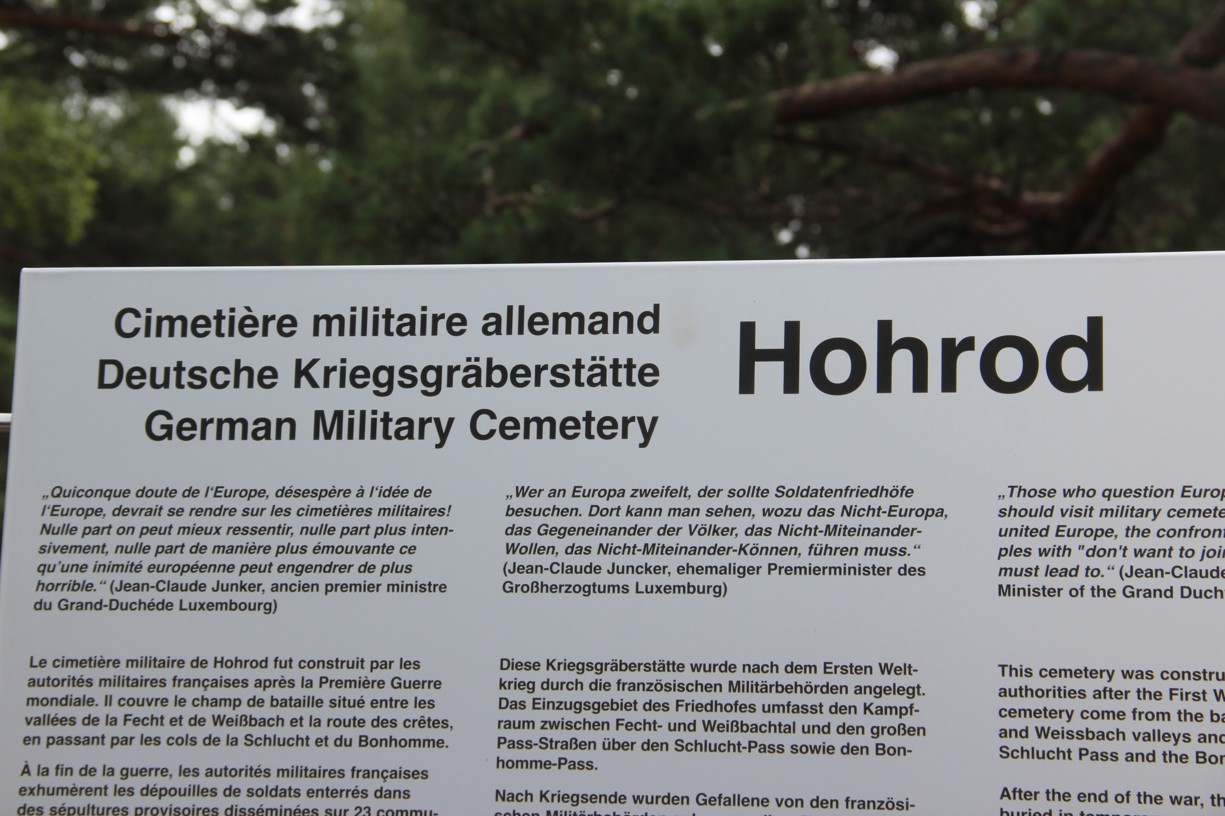 Cimetière militaire allemand
Deutsche Kriegsgräberstätte
German Military Cemetery
Hohrod
„Quiconque doute de l‘Europe, désespère à l‘idée de
l‘Europe, devrait se rendre sur les cimetières militaires!
Nulle part on peut mieux ressentir, nulle part plus inten-
sivement, nulle part de manière plus émouvante ce
qu‘une inimité européenne peut engendrer de plus
horrible.“ (Jean-Claude Junker, ancien premier ministre
du Grand-Duchéde Luxembourg)
Le cimetière militaire de Hohrod fut construit par les
autorités militaires françaises après la Première Guerre
mondiale. Il couvre le champ de bataille situé entre les
vallées de la Fecht et de Weißbach et la route des crêtes,
en passant par les cols de la Schlucht et du Bonhomme.
À la fin de la guerre, les autorités militaires françaises
exhumèrent les dépouilles de soldats enterrés dans
des sépultures provisoires disséminées sur 23 commu-
„Wer an Europa zweifelt, der sollte Soldatenfriedhöfe
besuchen. Dort kann man sehen, wozu das Nicht-Europa,
das Gegeneinander der Völker, das Nicht-Miteinander-
Wollen, das Nicht-Miteinander-Können, führen muss.“
(Jean-Claude Juncker, ehemaliger Premierminister des
Großherzogtums Luxemburg)
Diese Kriegsgräberstätte wurde nach dem Ersten Welt-
krieg durch die französischen Militärbehörden angelegt.
Das Einzugsgebiet des Friedhofes umfasst den Kampf-
raum zwischen Fecht- und Weißbachtal und den großen
Pass-Straßen über den Schlucht-Pass sowie den Bon-
homme-Pass.
Nach Kriegsende wurden Gefallene von den französi-
schen Militärbehörden
„Those who question Europ
should visit military cemete
united Europe, the confron
ples with "don't want to joi
must lead to.“ (Jean-Claude
Minister of the Grand Duch
This cemetery was constru
authorities after the First W
cemetery come from the ba
and Weissbach valleys and
Schlucht Pass and the Bon
After the end of the war, th
buried in